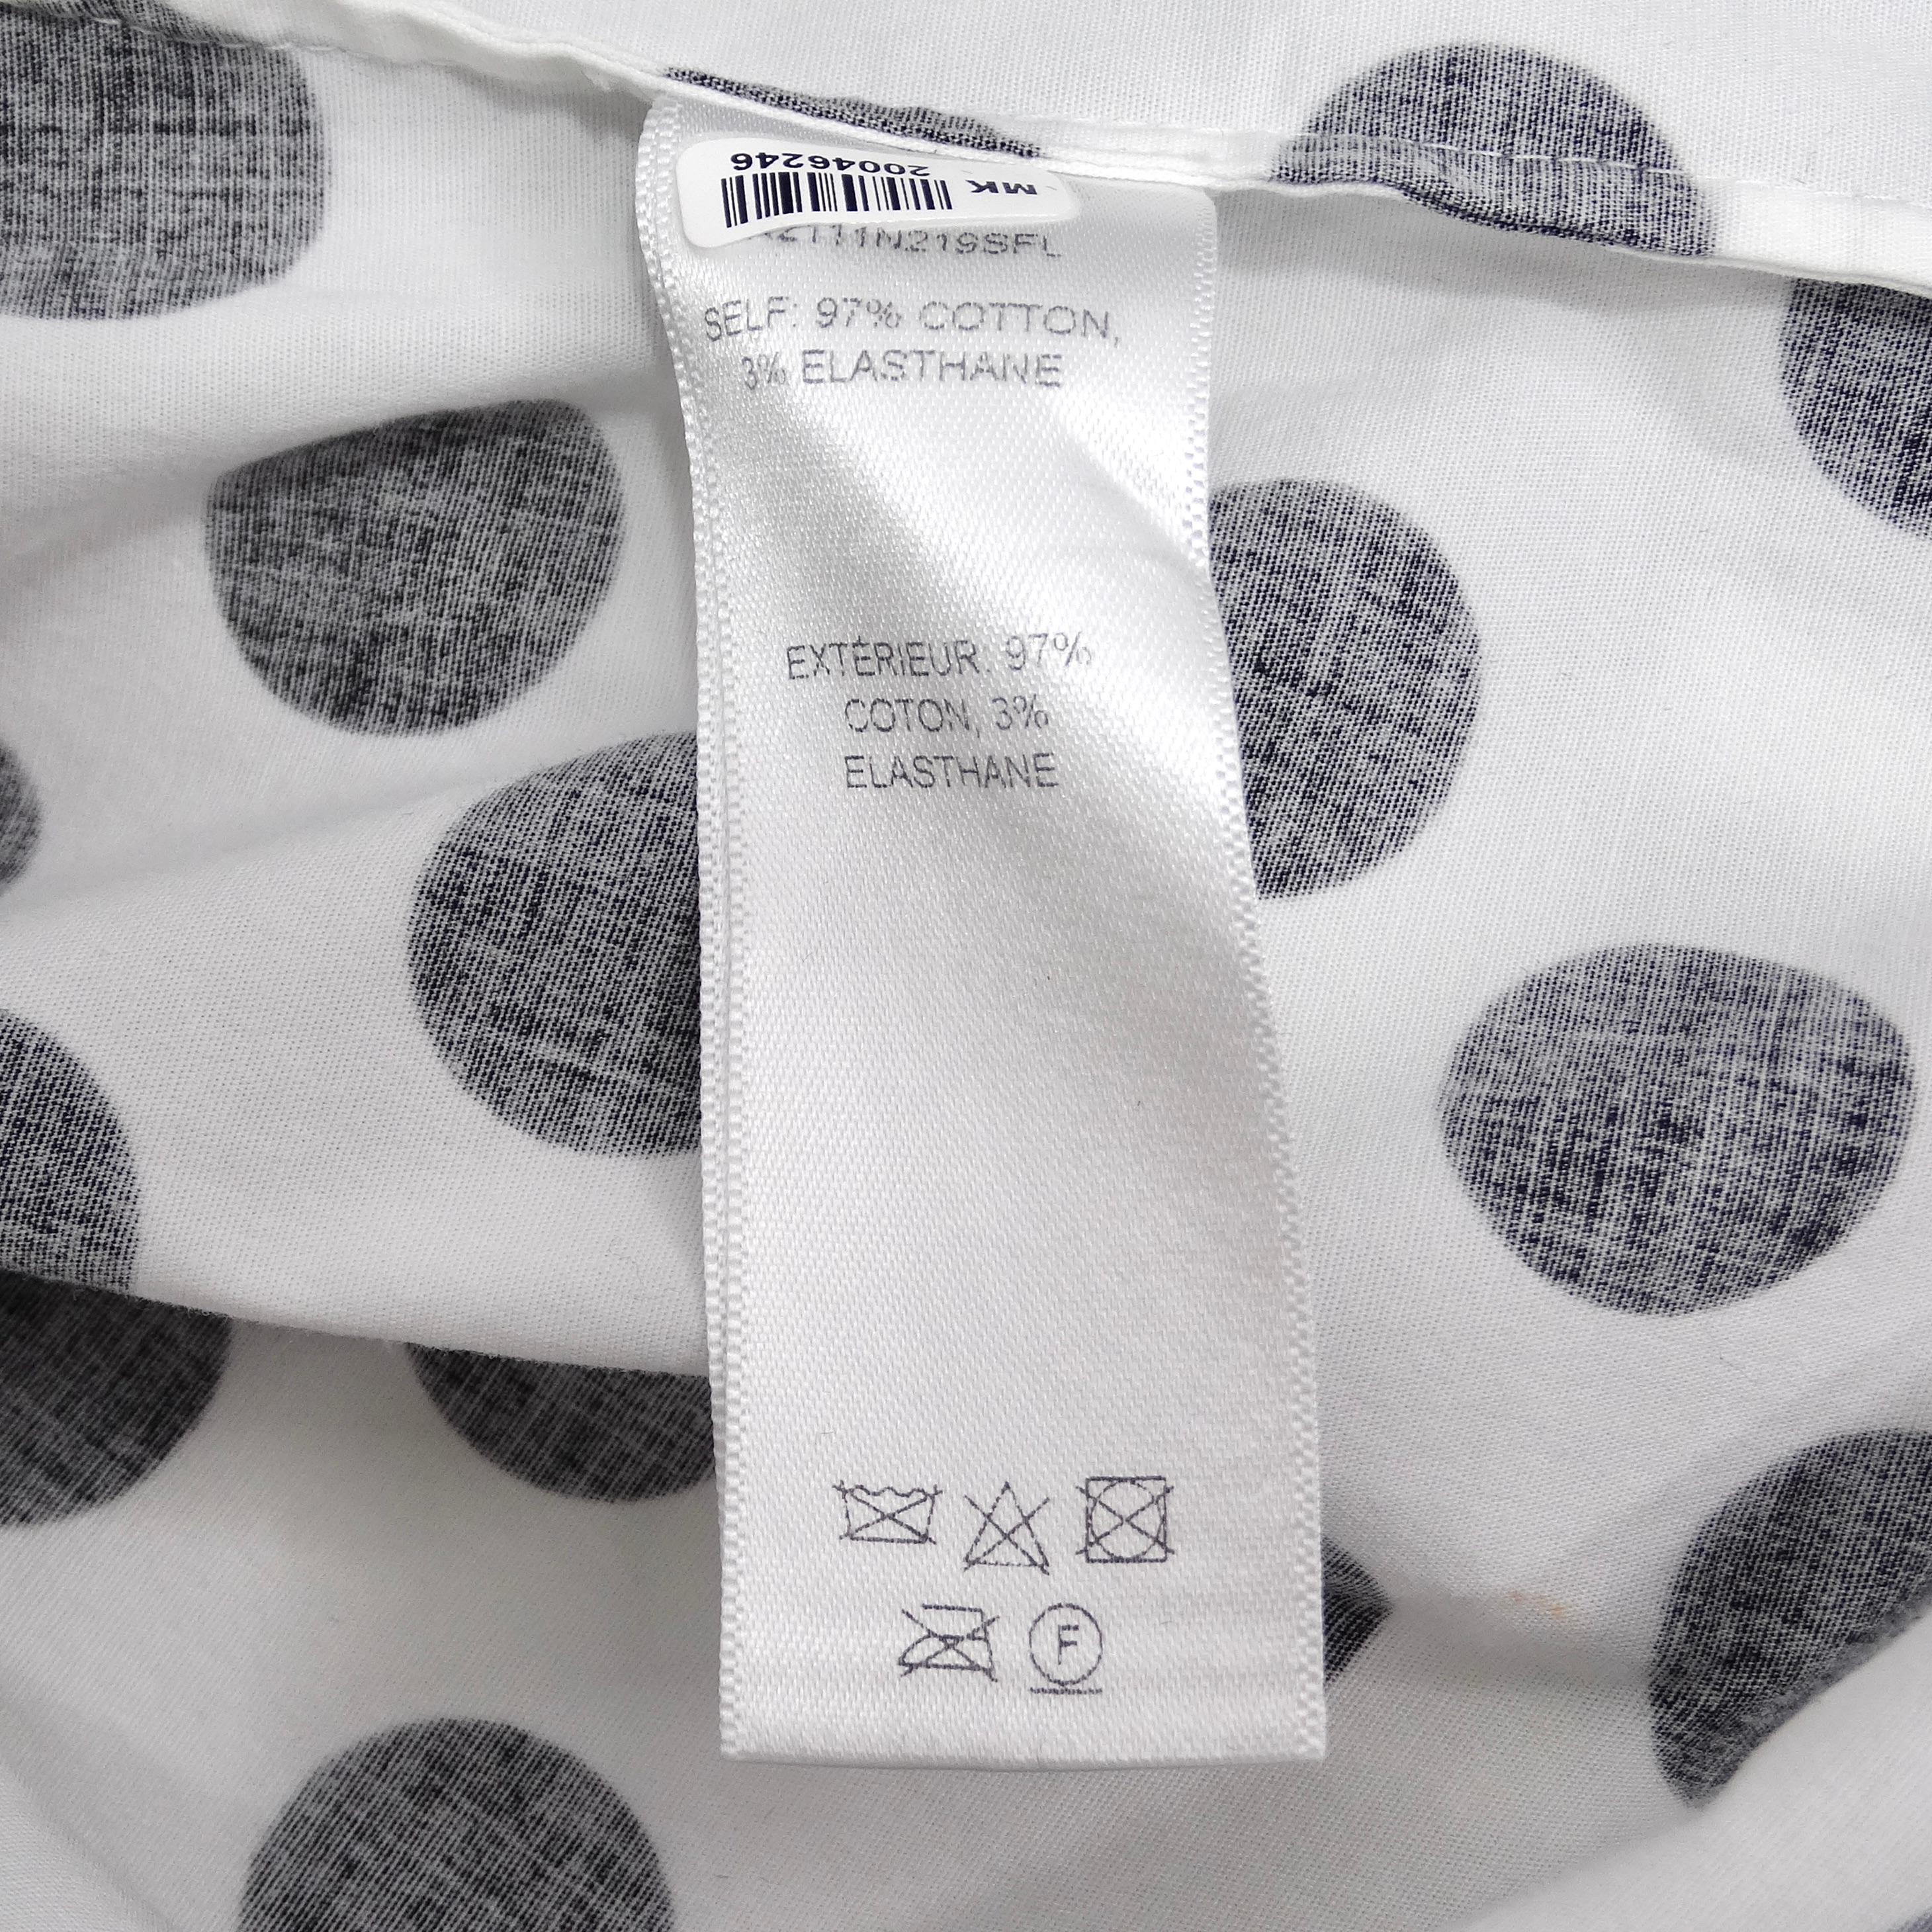 MK 20046246
SELF: 97% COTTON,
3% ELASTHANE
EXTÉRIEUR: 97%
COTON, 3%
ELASTHANE
F